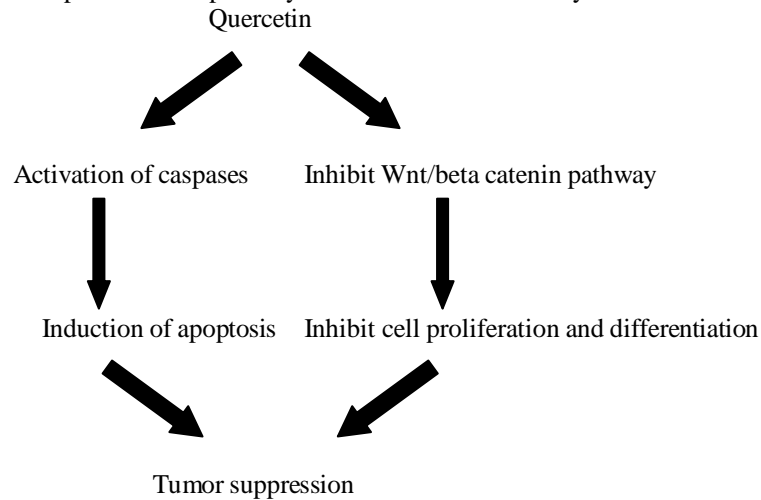 Quercetin
Activation of caspases
Inhibit Wnt/beta catenin pathway
Induction of apoptosis
Inhibit cell proliferation and differentiation
Tumor suppression